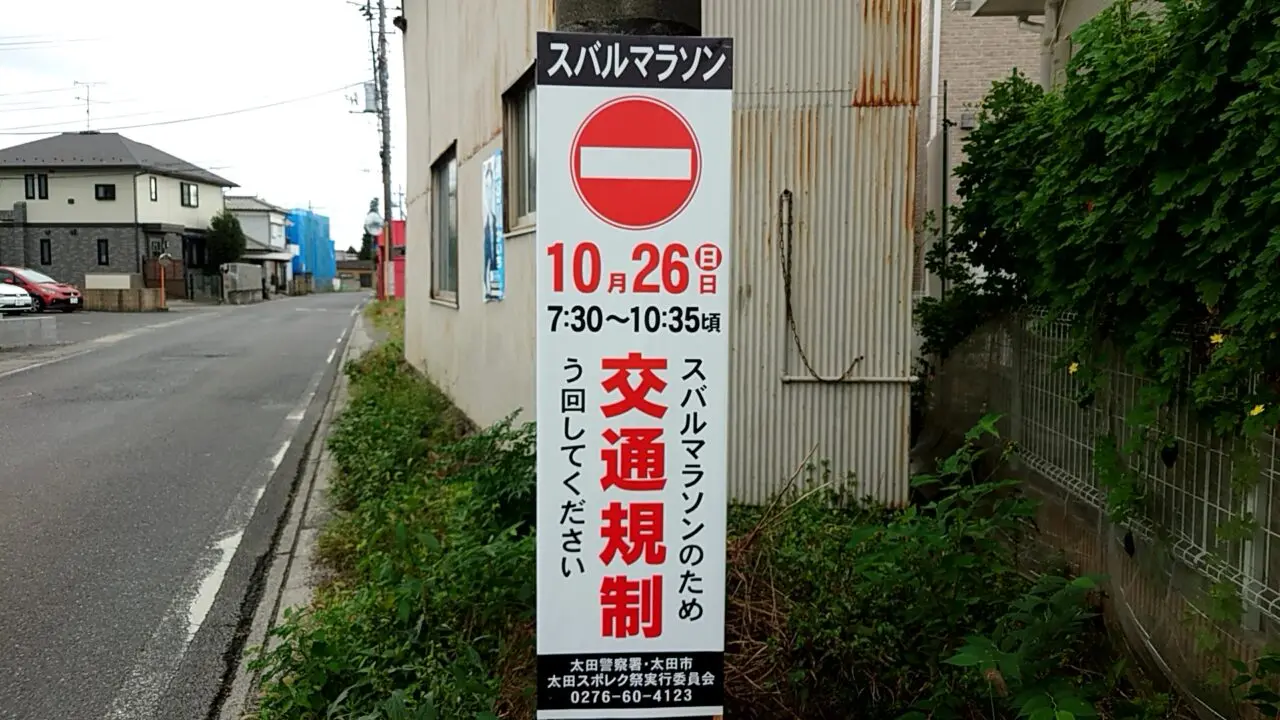 スバルマラソン
10月26日㊐
7:30〜10:35頃
スバルマラソンのため
交通規制
う回してください
太田警察署・太田市
太田スポレク祭実行委員会
0276-60-4123